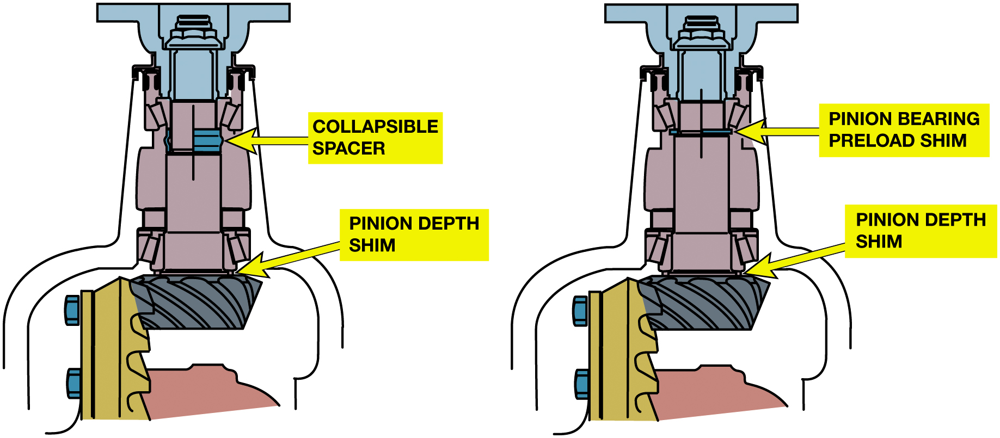 COLLAPSIBLE
SPACER
PINION DEPTH
SHIM
PINION BEARING
PRELOAD SHIM
PINION DEPTH
SHIM